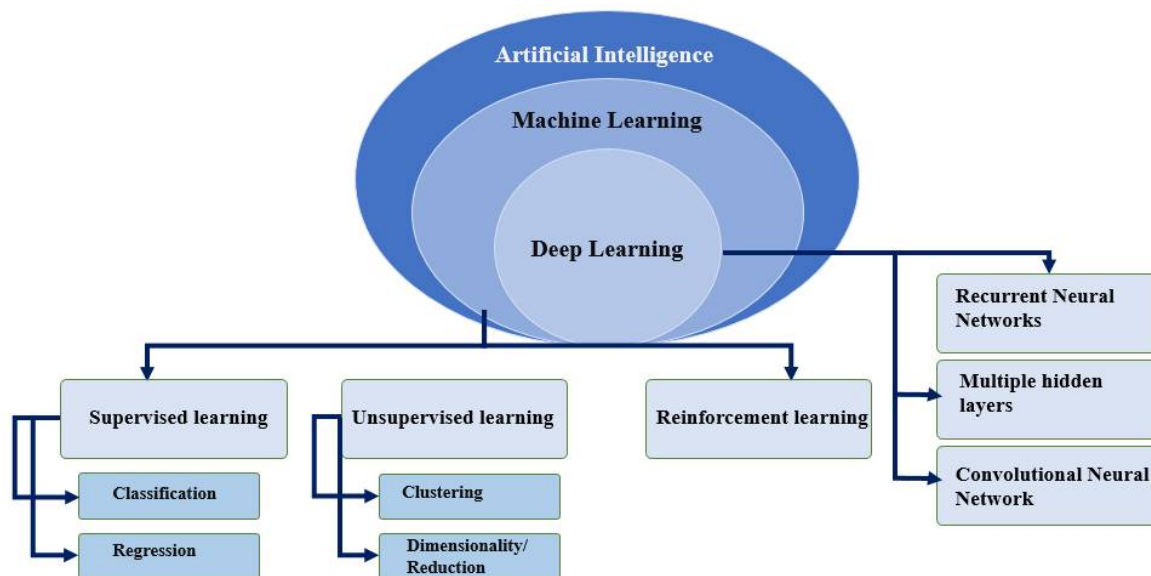 Artificial Intelligence
Machine Learning
Deep Learning
Recurrent Neural
Networks
Multiple hidden
layers
Convolutional Neural
Network
Supervised learning
Classification
Regression
Unsupervised learning
Clustering
Dimensionality/
Reduction
Reinforcement learning